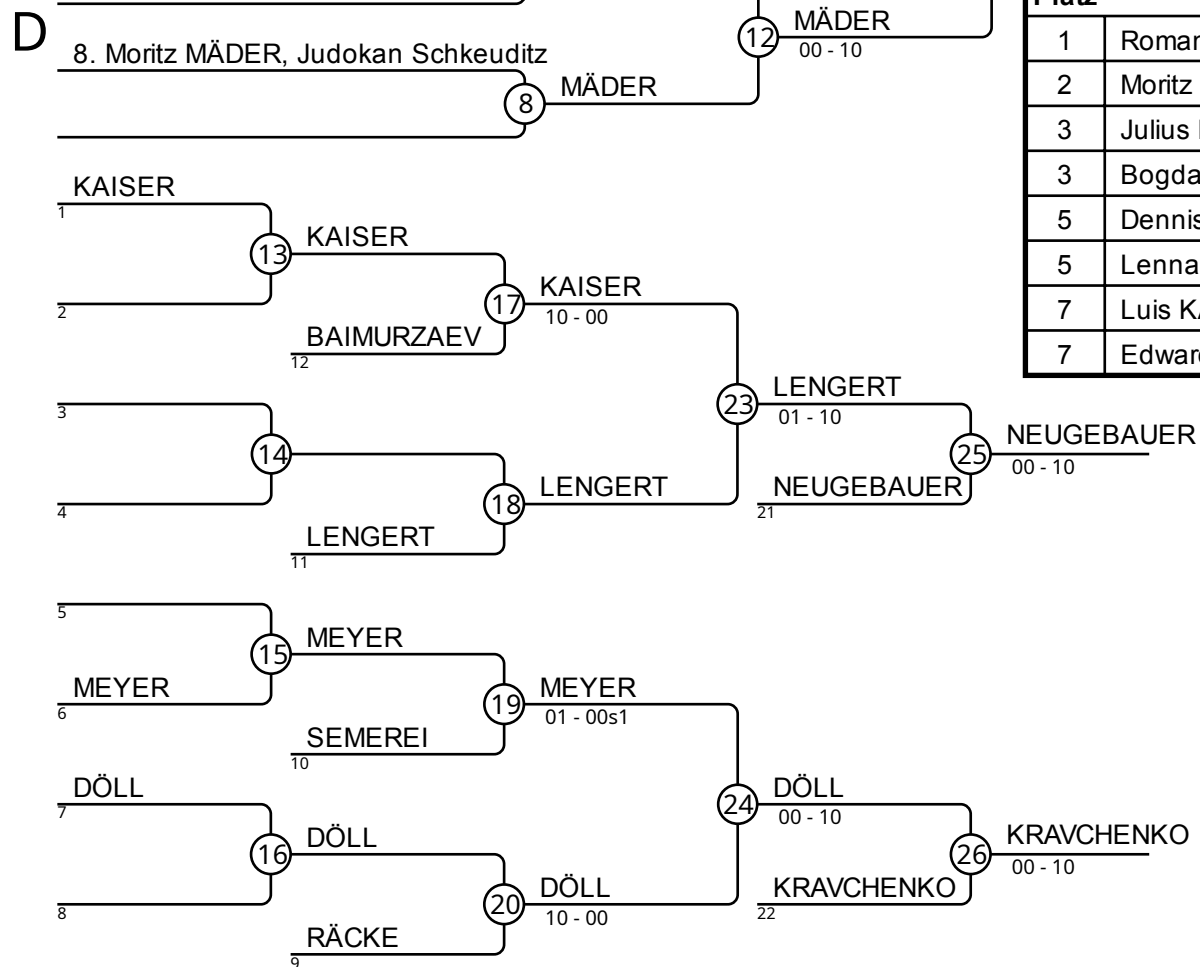 D
MÄDER
12
00 - 10
8. Moritz MÄDER, Judokan Schkeuditz
8
MÄDER
1 Roman
2 Moritz
3 Julius
3 Bogda
5 Dennis
5 Lenna
7 Luis KA
7 Edward
KAISER
1
13
KAISER
2
17
KAISER
10 - 00
BAIMURZAEV
12
3
14
23
LENGERT
01 - 10
25
NEUGEBAUER
00 - 10
4
18
LENGERT
NEUGEBAUER
21
LENGERT
11
5
15
MEYER
MEYER
6
19
MEYER
01 - 00s1
SEMEREI
10
DÖLL
7
24
DÖLL
00 - 10
16
DÖLL
26
KRAVCHENKO
00 - 10
8
20
DÖLL
10 - 00
KRAVCHENKO
22
RÄCKE
9